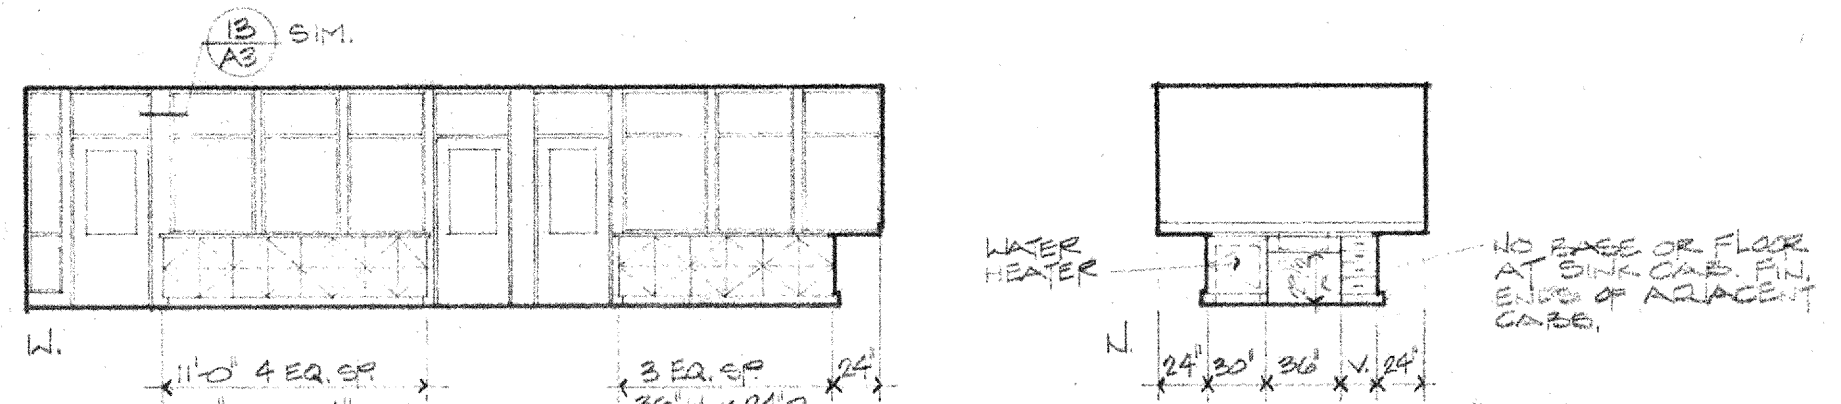 13 SIM.
A3
WATER
HEATER
NO BASE OR FLOOR
AT SINK CAB. FIN.
ENDS OF ADJACENT
CABS.
W.
N.
11'-0" 4 EQ. SP.
3 EQ. SP.
24"
24" 30" 36" V. 24"